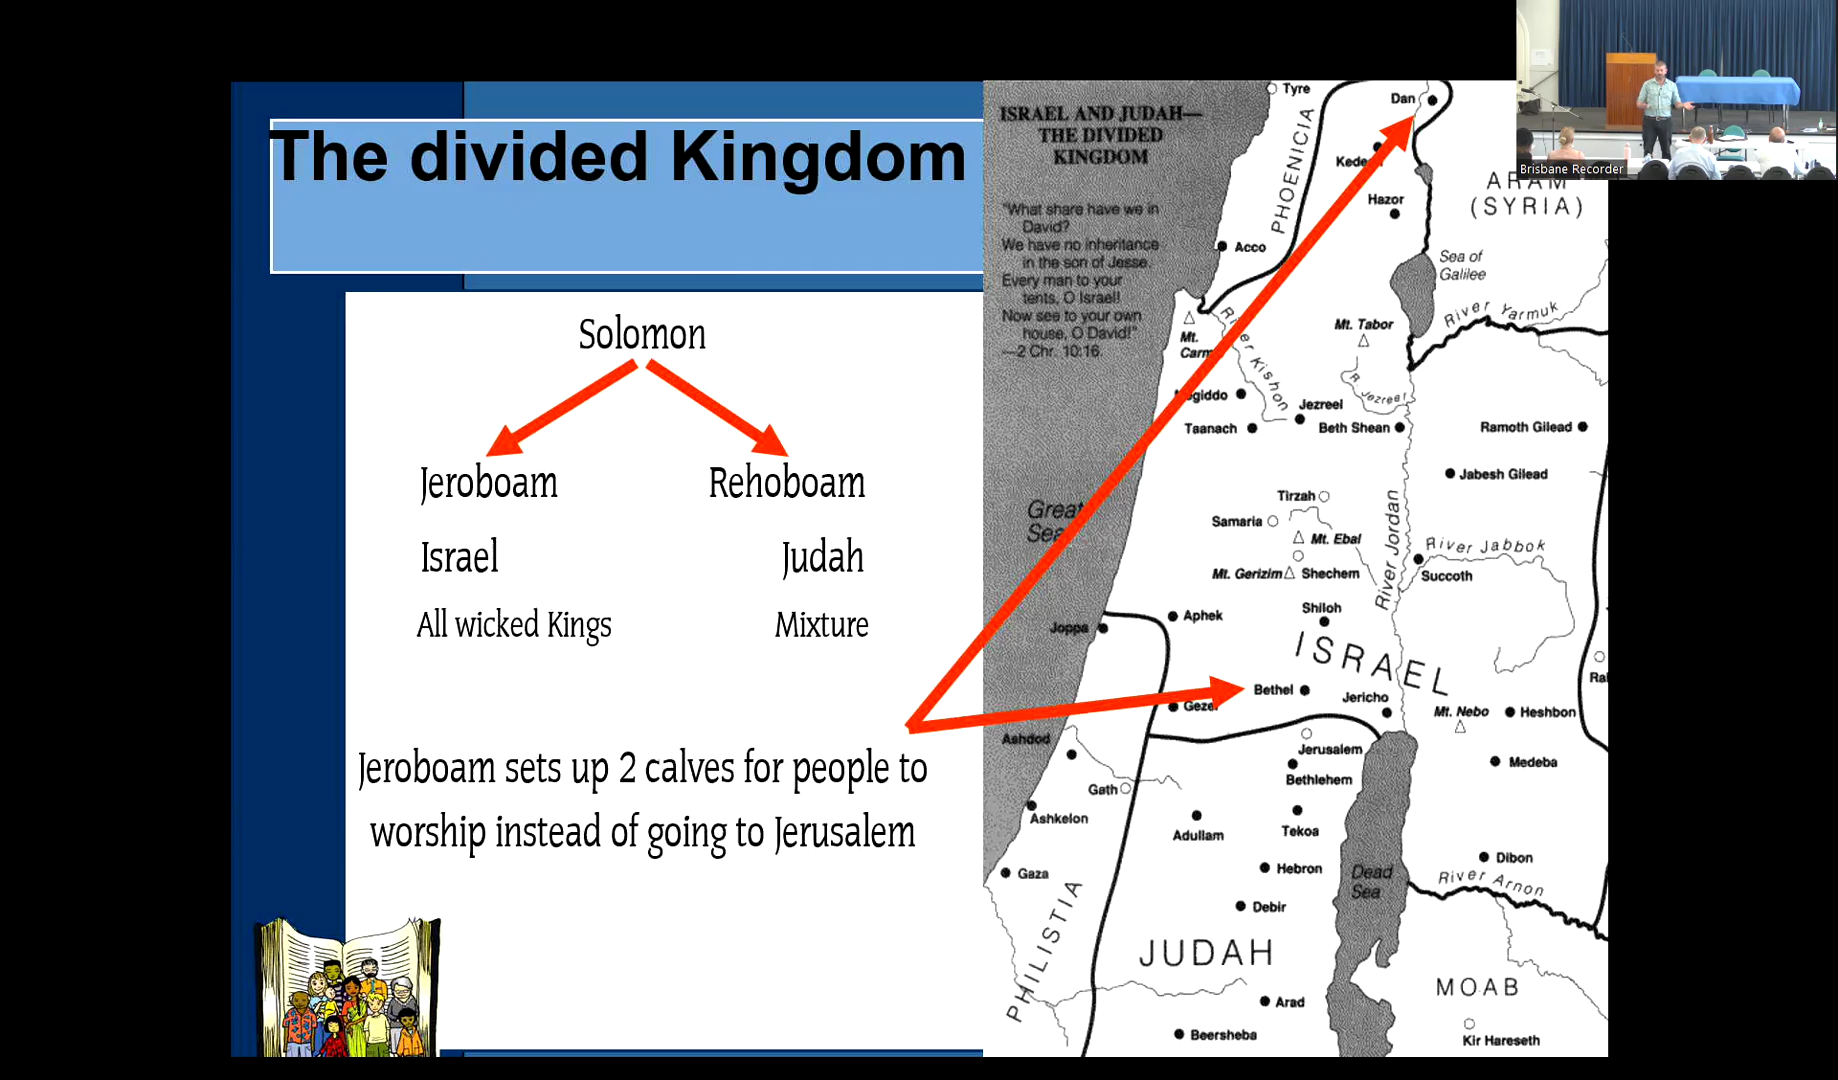 The divided Kingdom
Solomon
Jeroboam
Rehoboam
Israel
Judah
All wicked Kings
Mixture
Jeroboam sets up 2 calves for people to
worship instead of going to Jerusalem
ISRAEL AND JUDAH—
THE DIVIDED
KINGDOM
"What share have we in
David?
We have no inheritance
in the son of Jesse.
Every man to your
tents, O Israel!
Now see to your own
house, O David!"
—2 Chr. 10:16.
Tyre
Dan
PHOENICIA
Hazor
ARAM
(SYRIA)
Acco
Sea of
Galilee
River Yarmuk
Mt.
River Kishon
Mt. Tabor
R. Jezreel
Jezreel
Taanach
Beth Shean
Ramoth Gilead
Jabesh Gilead
Tirzah
Samaria
Mt. Ebal
Great
Sea
River Jordan
River Jabbok
Mt. Gerizim
Shechem
Succoth
Shiloh
Aphek
Joppa
ISRAEL
Bethel
Jericho
Gezer
Mt. Nebo
Heshbon
Ashdod
Jerusalem
Medeba
Bethlehem
Gath
Ashkelon
Adullam
Tekoa
Dibon
Gaza
Hebron
Dead
Sea
River Arnon
Debir
PHILISTIA
JUDAH
MOAB
Arad
Beersheba
Kir Hareseth
Brisbane Recorder